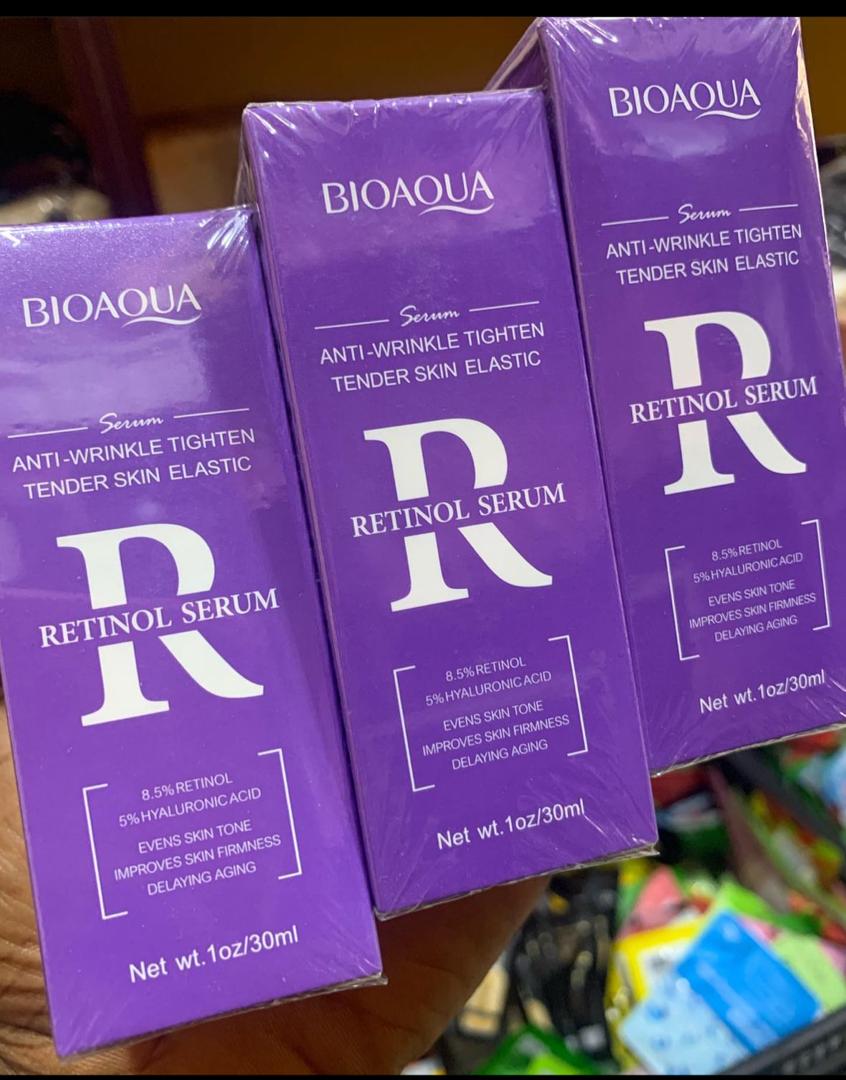 BIOAQUA
Serum
ANTI-WRINKLE TIGHTEN
TENDER SKIN ELASTIC
R
RETINOL SERUM
8.5% RETINOL
5% HYALURONIC ACID
EVENS SKIN TONE
IMPROVES SKIN FIRMNESS
DELAYING AGING
Net wt.1oz/30ml
BIOAQUA
Serum
ANTI-WRINKLE TIGHTEN
TENDER SKIN ELASTIC
R
RETINOL SERUM
8.5% RETINOL
5% HYALURONIC ACID
EVENS SKIN TONE
IMPROVES SKIN FIRMNESS
DELAYING AGING
Net wt.1oz/30ml
BIOAQUA
Serum
ANTI-WRINKLE TIGHTEN
TENDER SKIN ELASTIC
R
RETINOL SERUM
8.5% RETINOL
5% HYALURONIC ACID
EVENS SKIN TONE
IMPROVES SKIN FIRMNESS
DELAYING AGING
Net wt.1oz/30ml